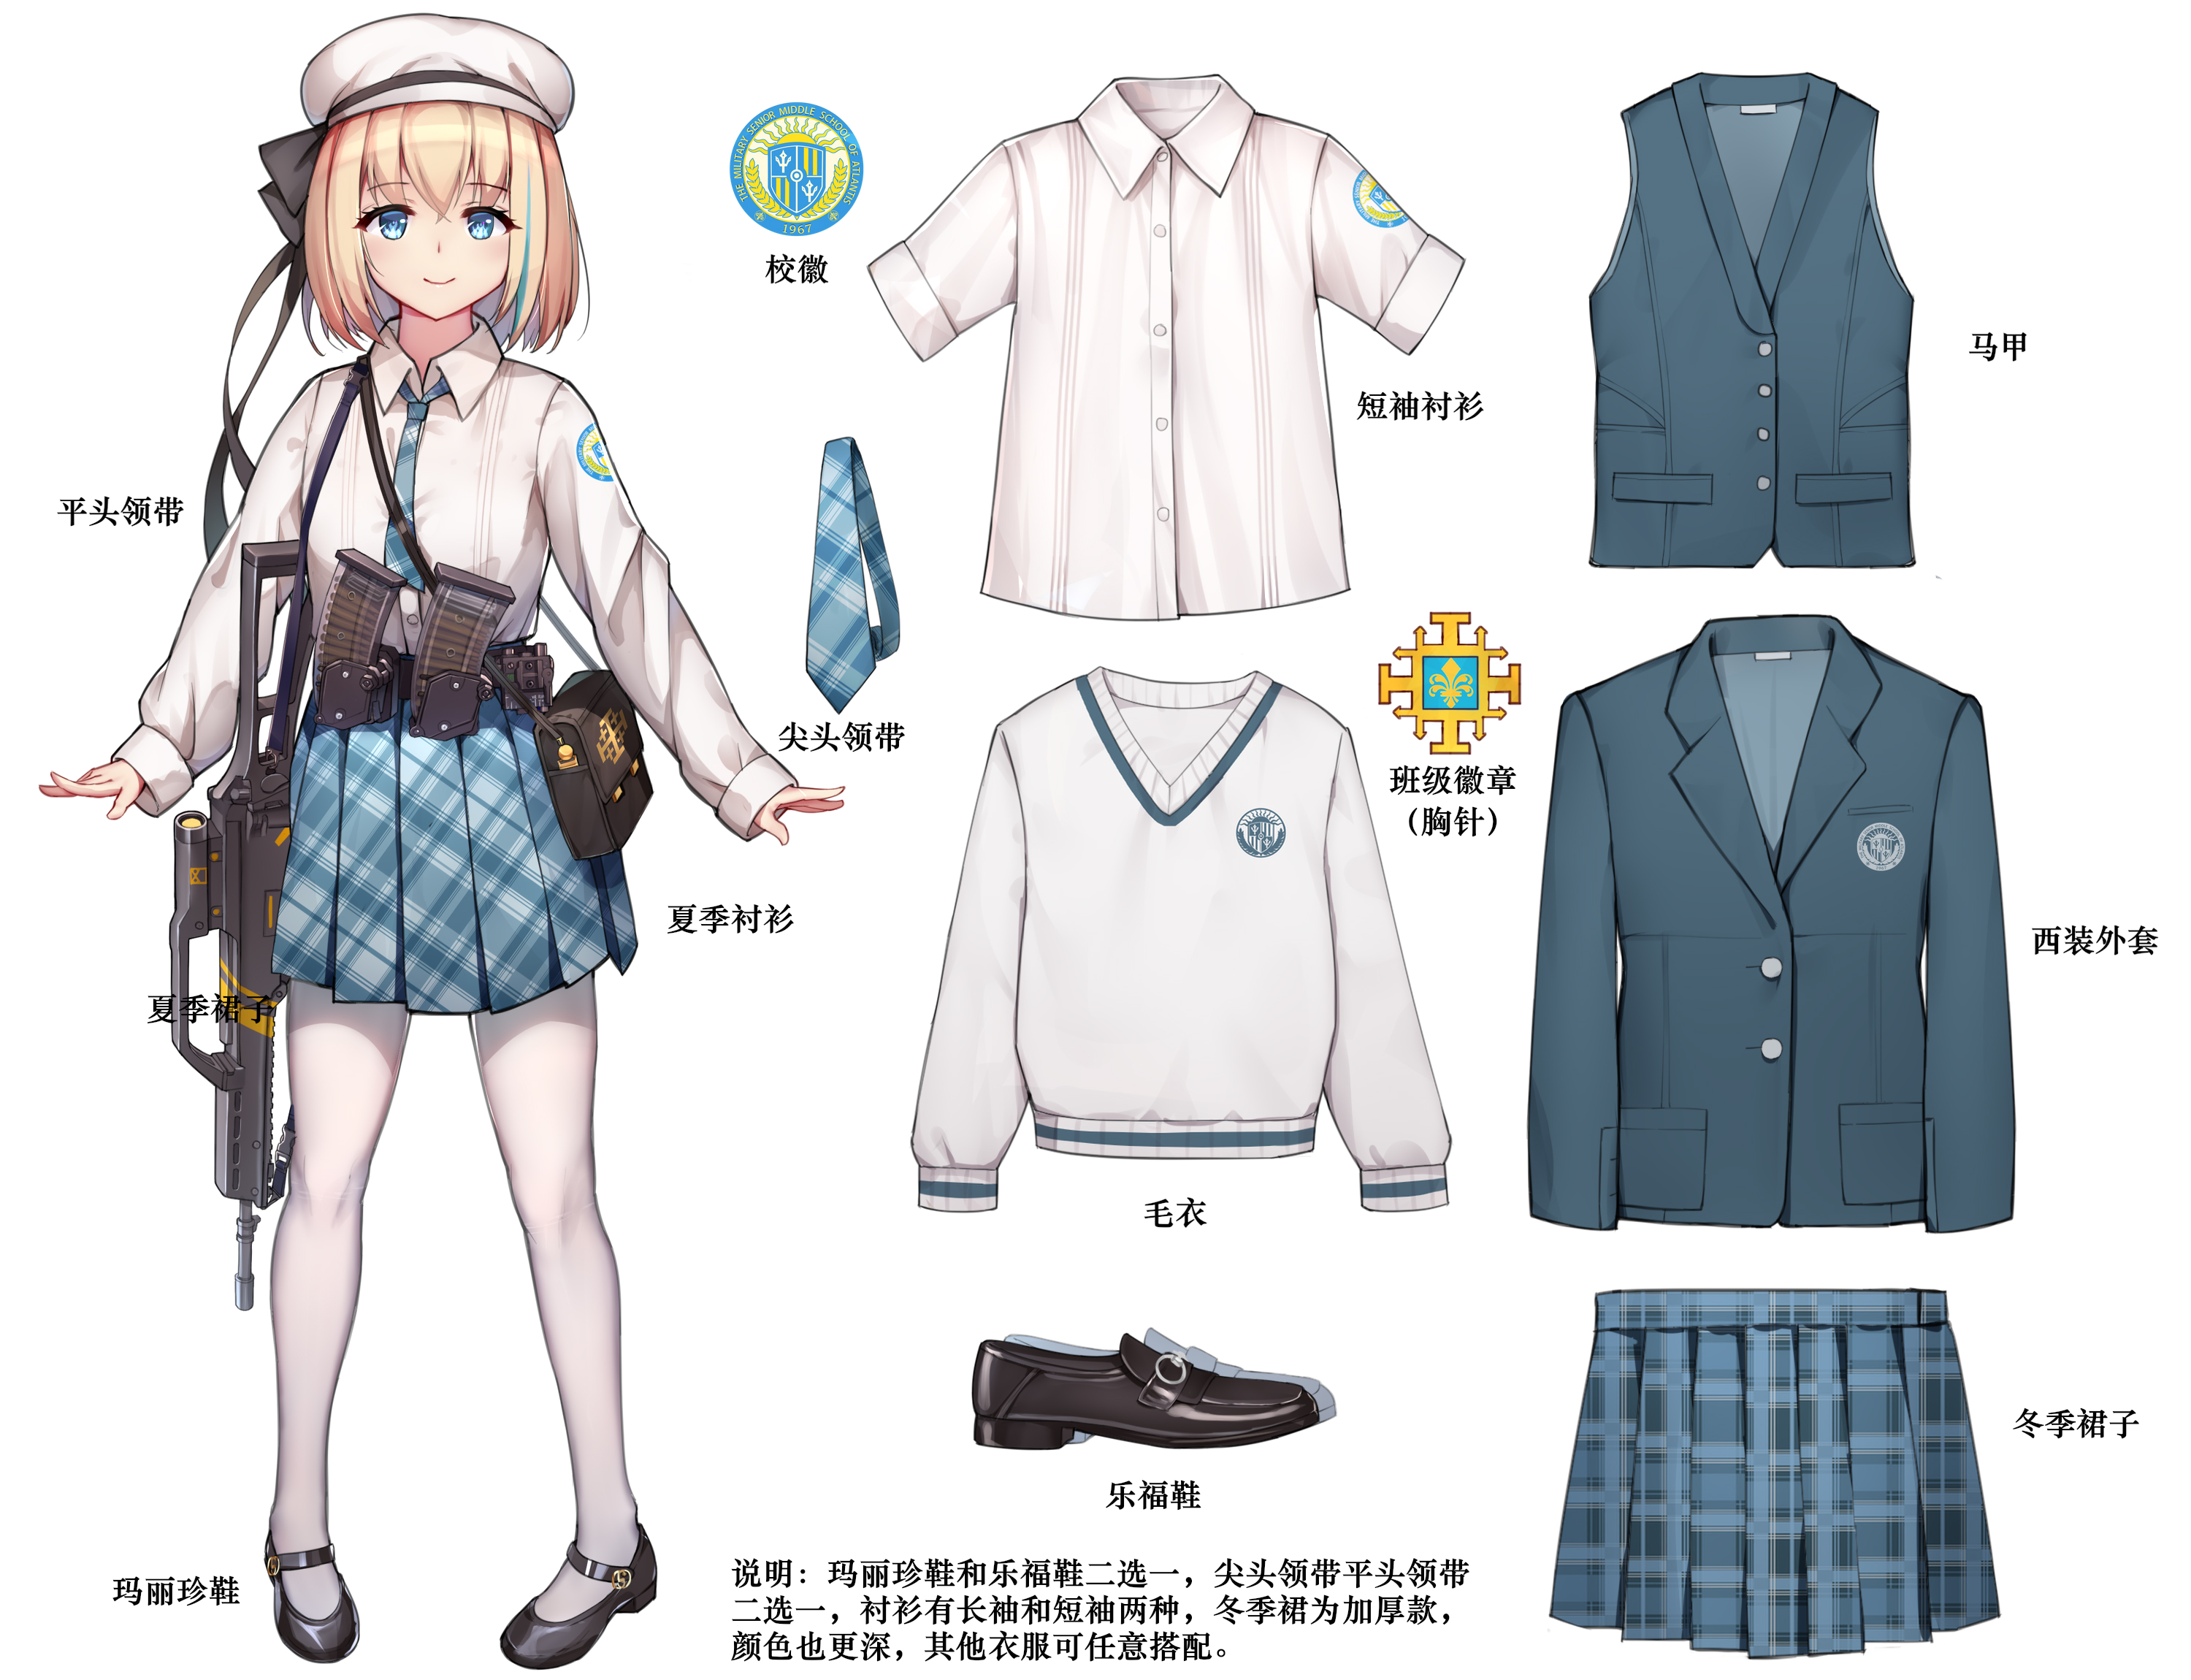 THE MILITARY SENIOR MIDDLE SCHOOL OF ATLANTIS
1967
校徽
短袖衬衫
马甲
平头领带
尖头领带
班级徽章
（胸针）
夏季衬衫
西装外套
夏季裙子
毛衣
冬季裙子
乐福鞋
玛丽珍鞋
说明：玛丽珍鞋和乐福鞋二选一，尖头领带平头领带
二选一，衬衫有长袖和短袖两种，冬季裙为加厚款，
颜色也更深，其他衣服可任意搭配。